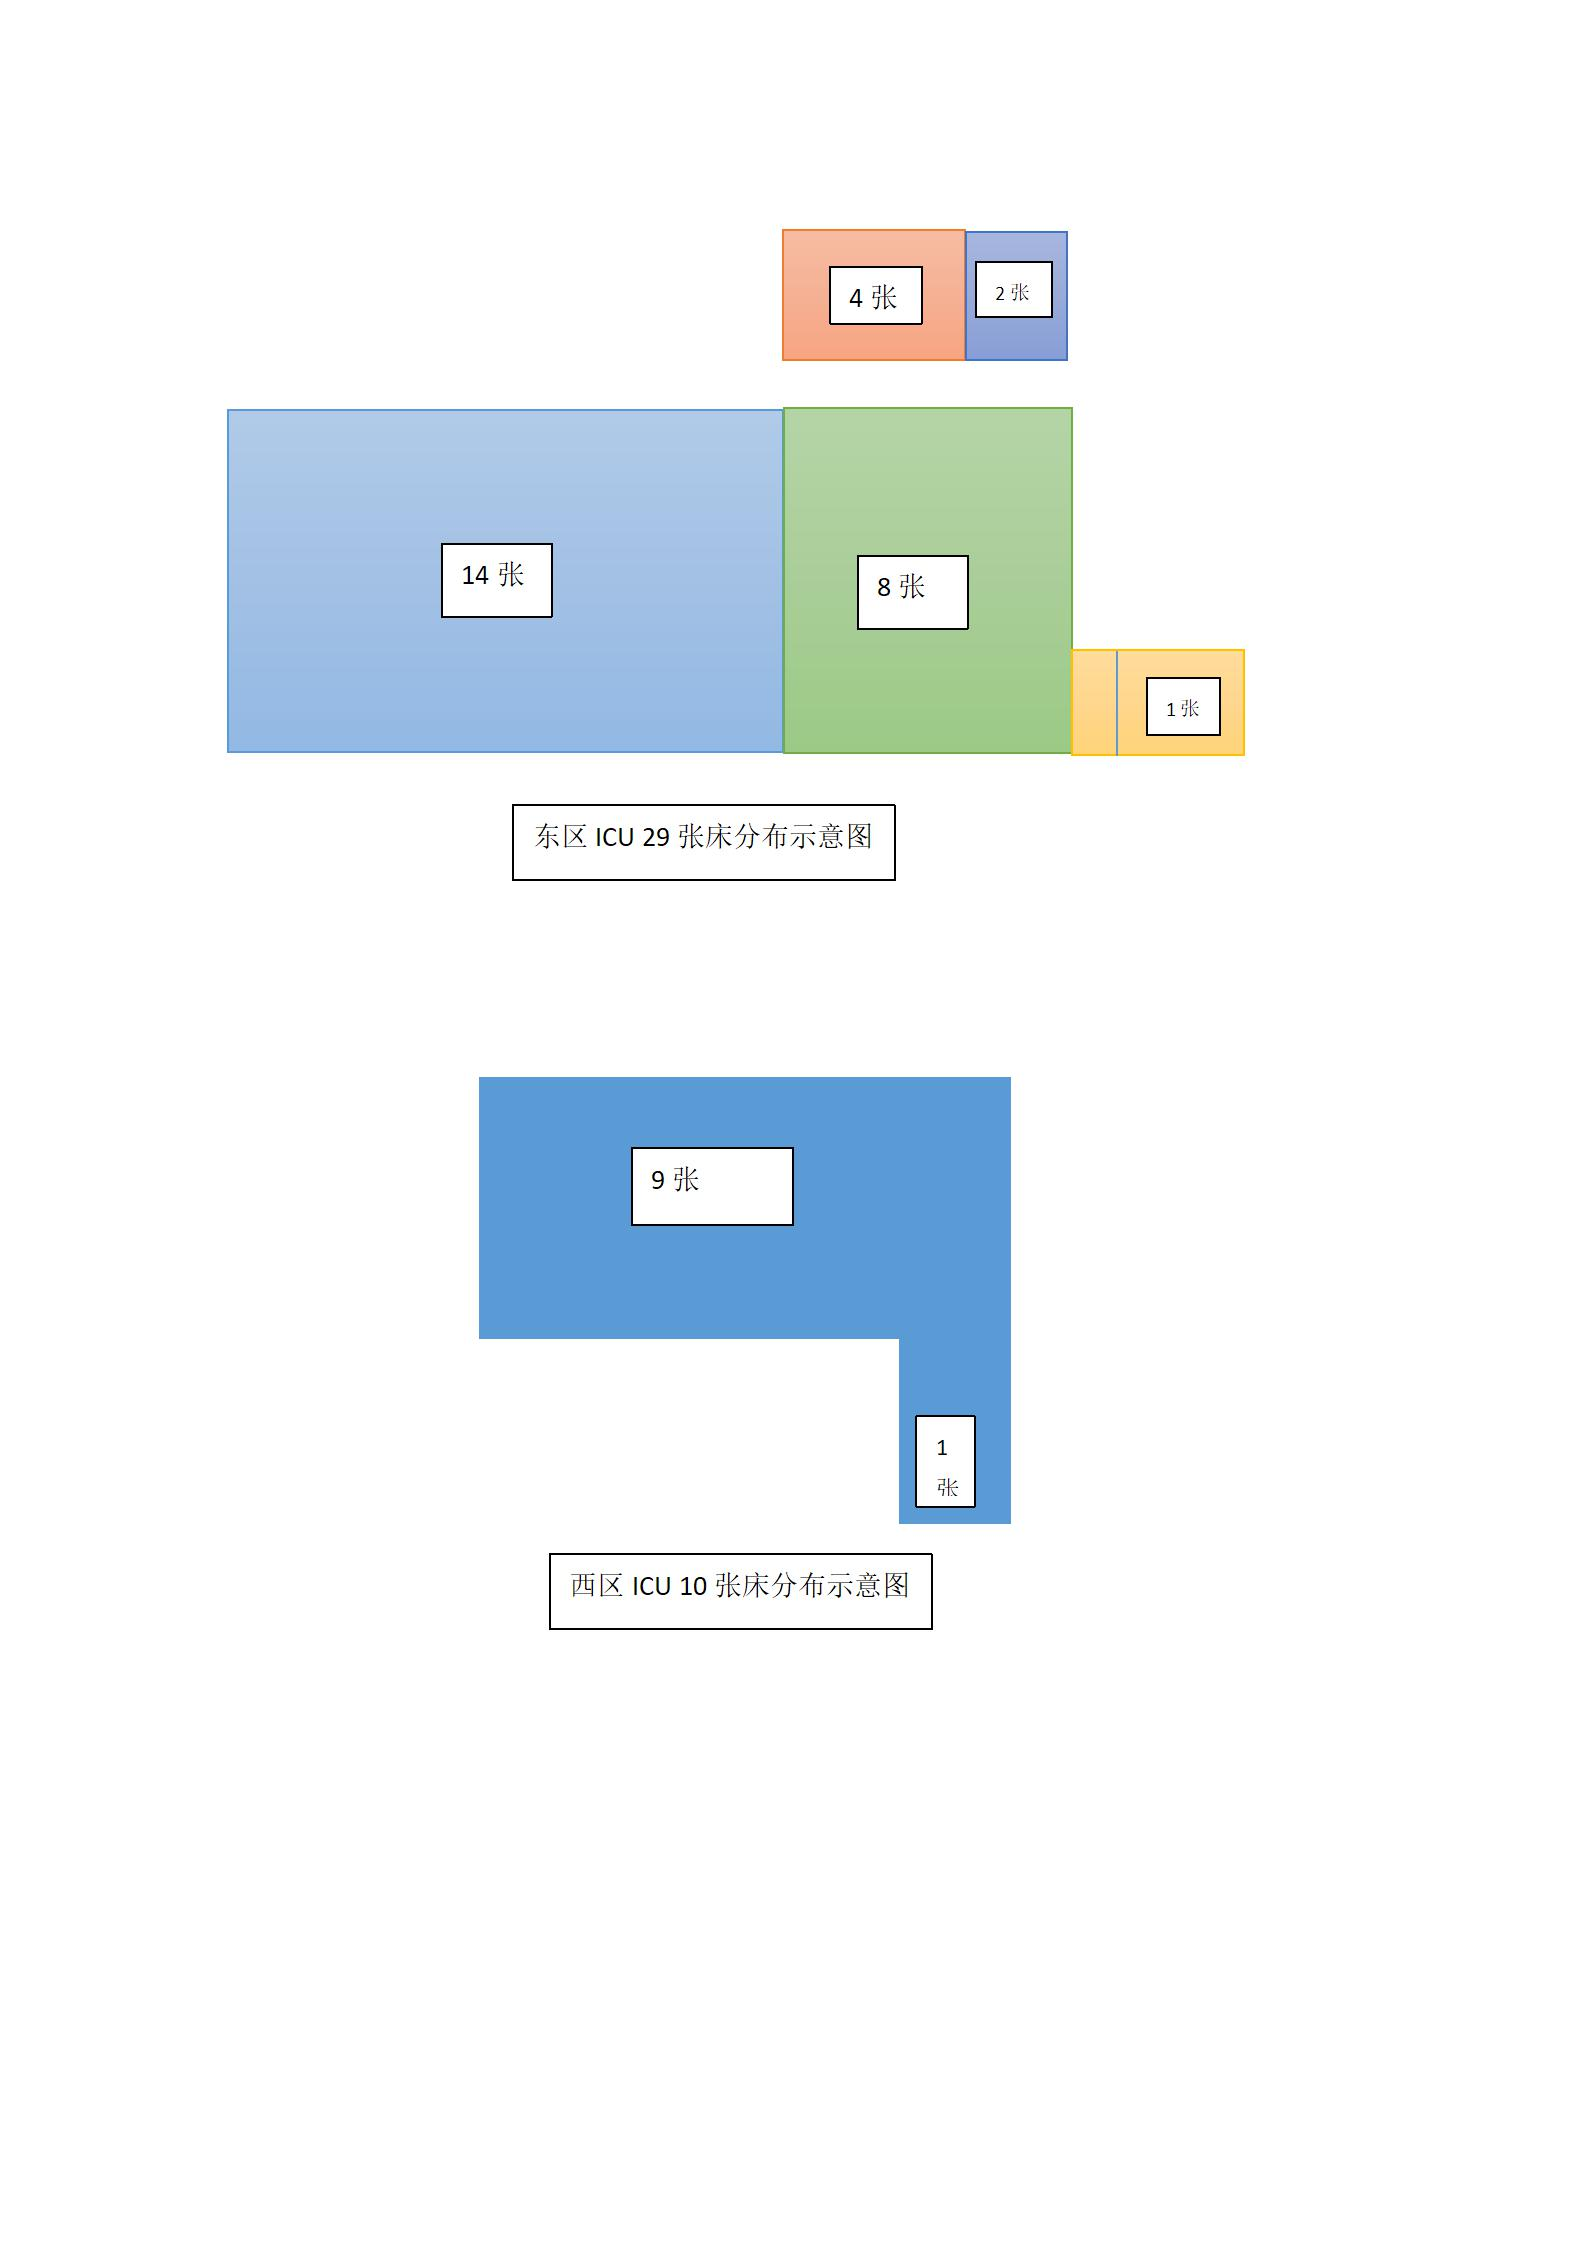 4 张
2 张
14 张
8 张
1 张
东区 ICU 29 张床分布示意图
9 张
1
张
西区 ICU 10 张床分布示意图